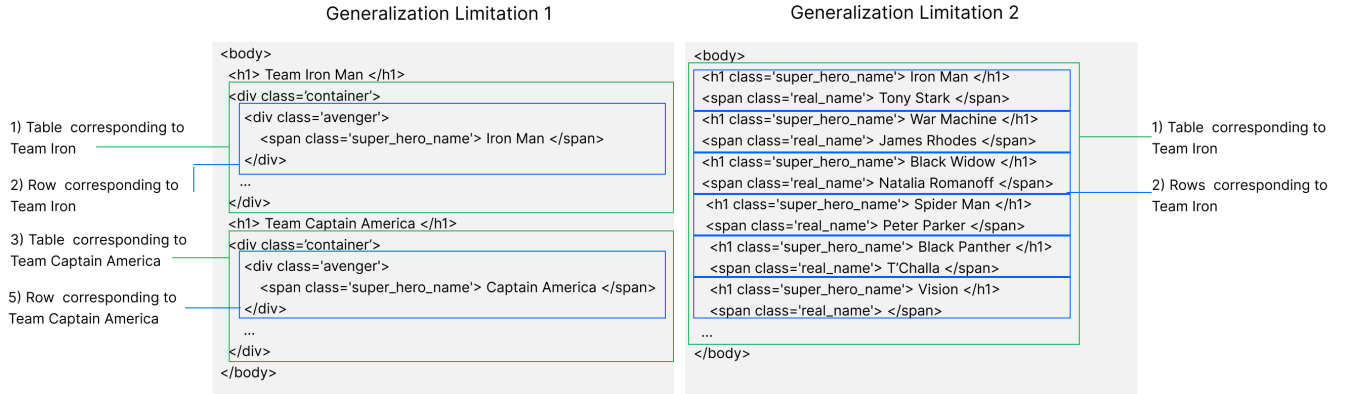 Generalization Limitation 1
<body>
<h1> Team Iron Man </h1>
<div class='container'>
<div class='avenger'>
<span class='super_hero_name'> Iron Man </span>
</div>
...
</div>
<h1> Team Captain America </h1>
<div class='container'>
<div class='avenger'>
<span class='super_hero_name'> Captain America </span>
</div>
...
</div>
</body>
1) Table corresponding to
Team Iron
2) Row corresponding to
Team Iron
3) Table corresponding to
Team Captain America
5) Row corresponding to
Team Captain America
Generalization Limitation 2
<body>
<h1 class='super_hero_name'> Iron Man </h1>
<span class='real_name'> Tony Stark </span>
<h1 class='super_hero_name'> War Machine </h1>
<span class='real_name'> James Rhodes </span>
<h1 class='super_hero_name'> Black Widow </h1>
<span class='real_name'> Natalia Romanoff </span>
<h1 class='super_hero_name'> Spider Man </h1>
<span class='real_name'> Peter Parker </span>
<h1 class='super_hero_name'> Black Panther </h1>
<span class='real_name'> T’Challa </span>
<h1 class='super_hero_name'> Vision </h1>
<span class='real_name'> </span>
...
</body>
1) Table corresponding to
Team Iron
2) Rows corresponding to
Team Iron